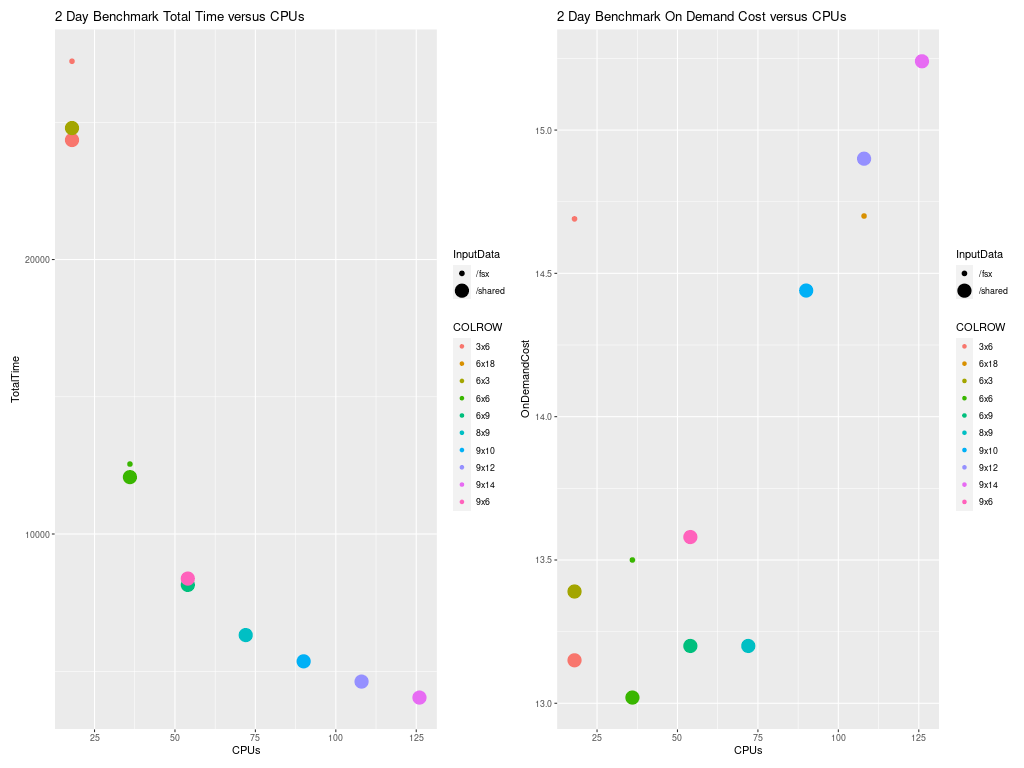 2 Day Benchmark Total Time versus CPUs
TotalTime
20000
10000
25
50
75
100
125
CPUs
InputData
/fsx
/shared
COLROW
3x6
6x18
6x3
6x6
6x9
8x9
9x10
9x12
9x14
9x6
2 Day Benchmark On Demand Cost versus CPUs
OnDemandCost
15.0
14.5
14.0
13.5
13.0
25
50
75
100
125
CPUs
InputData
/fsx
/shared
COLROW
3x6
6x18
6x3
6x6
6x9
8x9
9x10
9x12
9x14
9x6